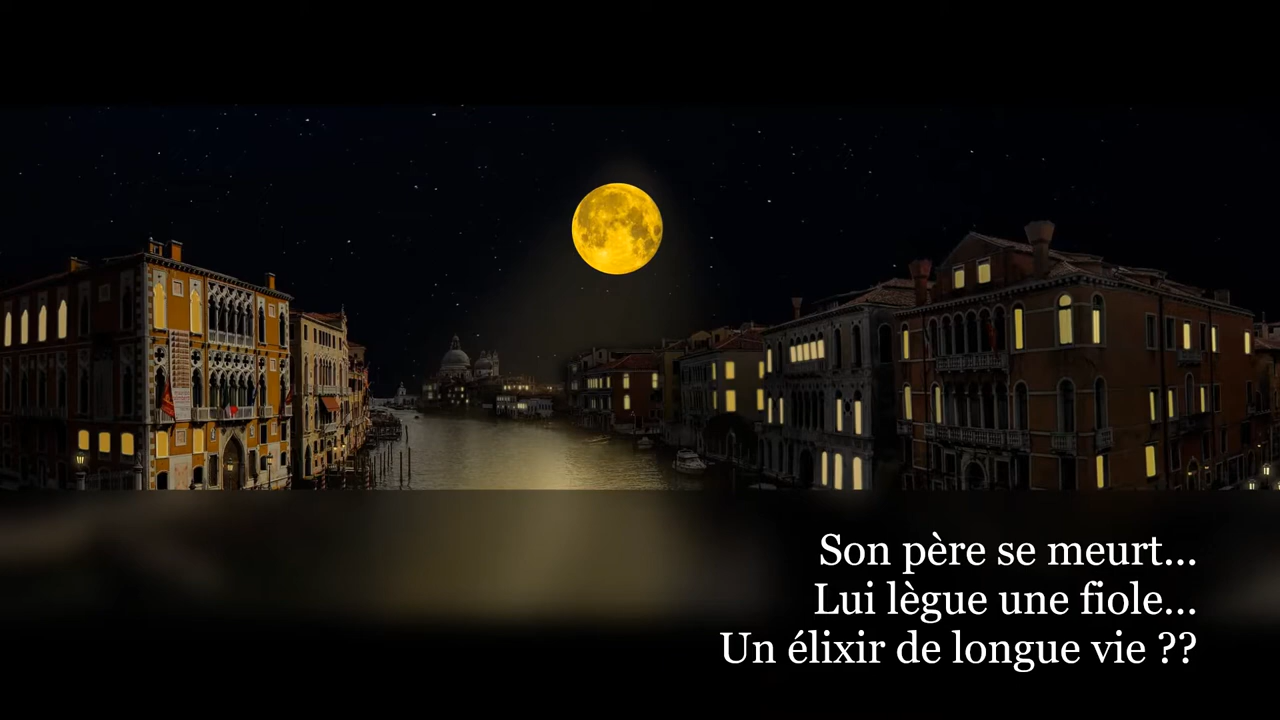 Son père se meurt...
Lui lègue une fiole...
Un élixir de longue vie ??